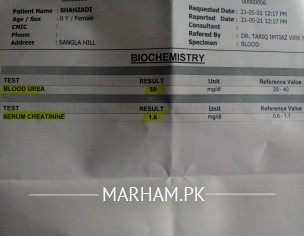 00000006
Patient Name : SHAHZADI
Requested Date : 21-05-21 12:17 PM
Age / Sex : 0 Y / Female
Reported Date : 21-05-21 12:17 PM
CNIC :
Consultant :
Phone :
Refered By : DR. TARIQ IMTIAZ VIRK
Address : SANGLA HILL
Specimen : BLOOD
BIOCHEMISTRY
TEST RESULT Unit Reference Value
BLOOD UREA 59 mg/dl 20 - 40
TEST RESULT Unit Reference Value
SERUM CREATININE 1.6 mg/dl 0.6 - 1.1
MARHAM.PK